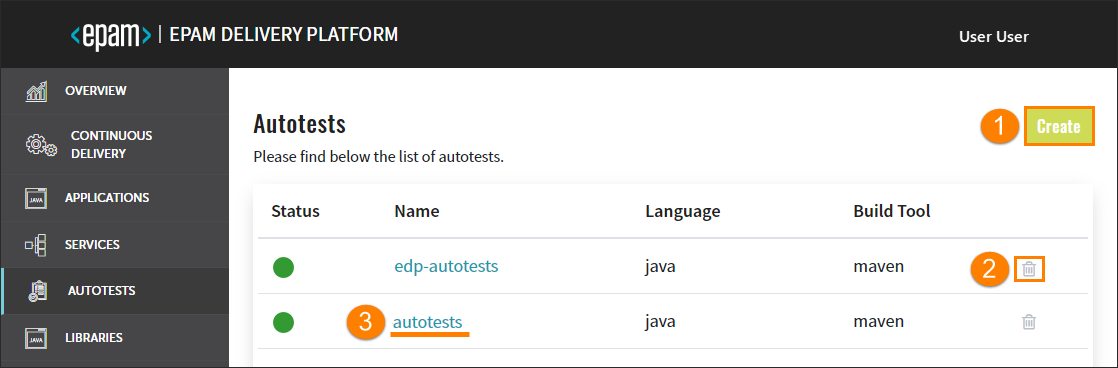 <epam> | EPAM DELIVERY PLATFORM
User User
OVERVIEW
CONTINUOUS
DELIVERY
JAVA APPLICATIONS
SERVICES
AUTOTESTS
JAVA LIBRARIES
Autotests
1 Create
Please find below the list of autotests.
Status Name Language Build Tool
edp-autotests java maven 2
3 autotests java maven